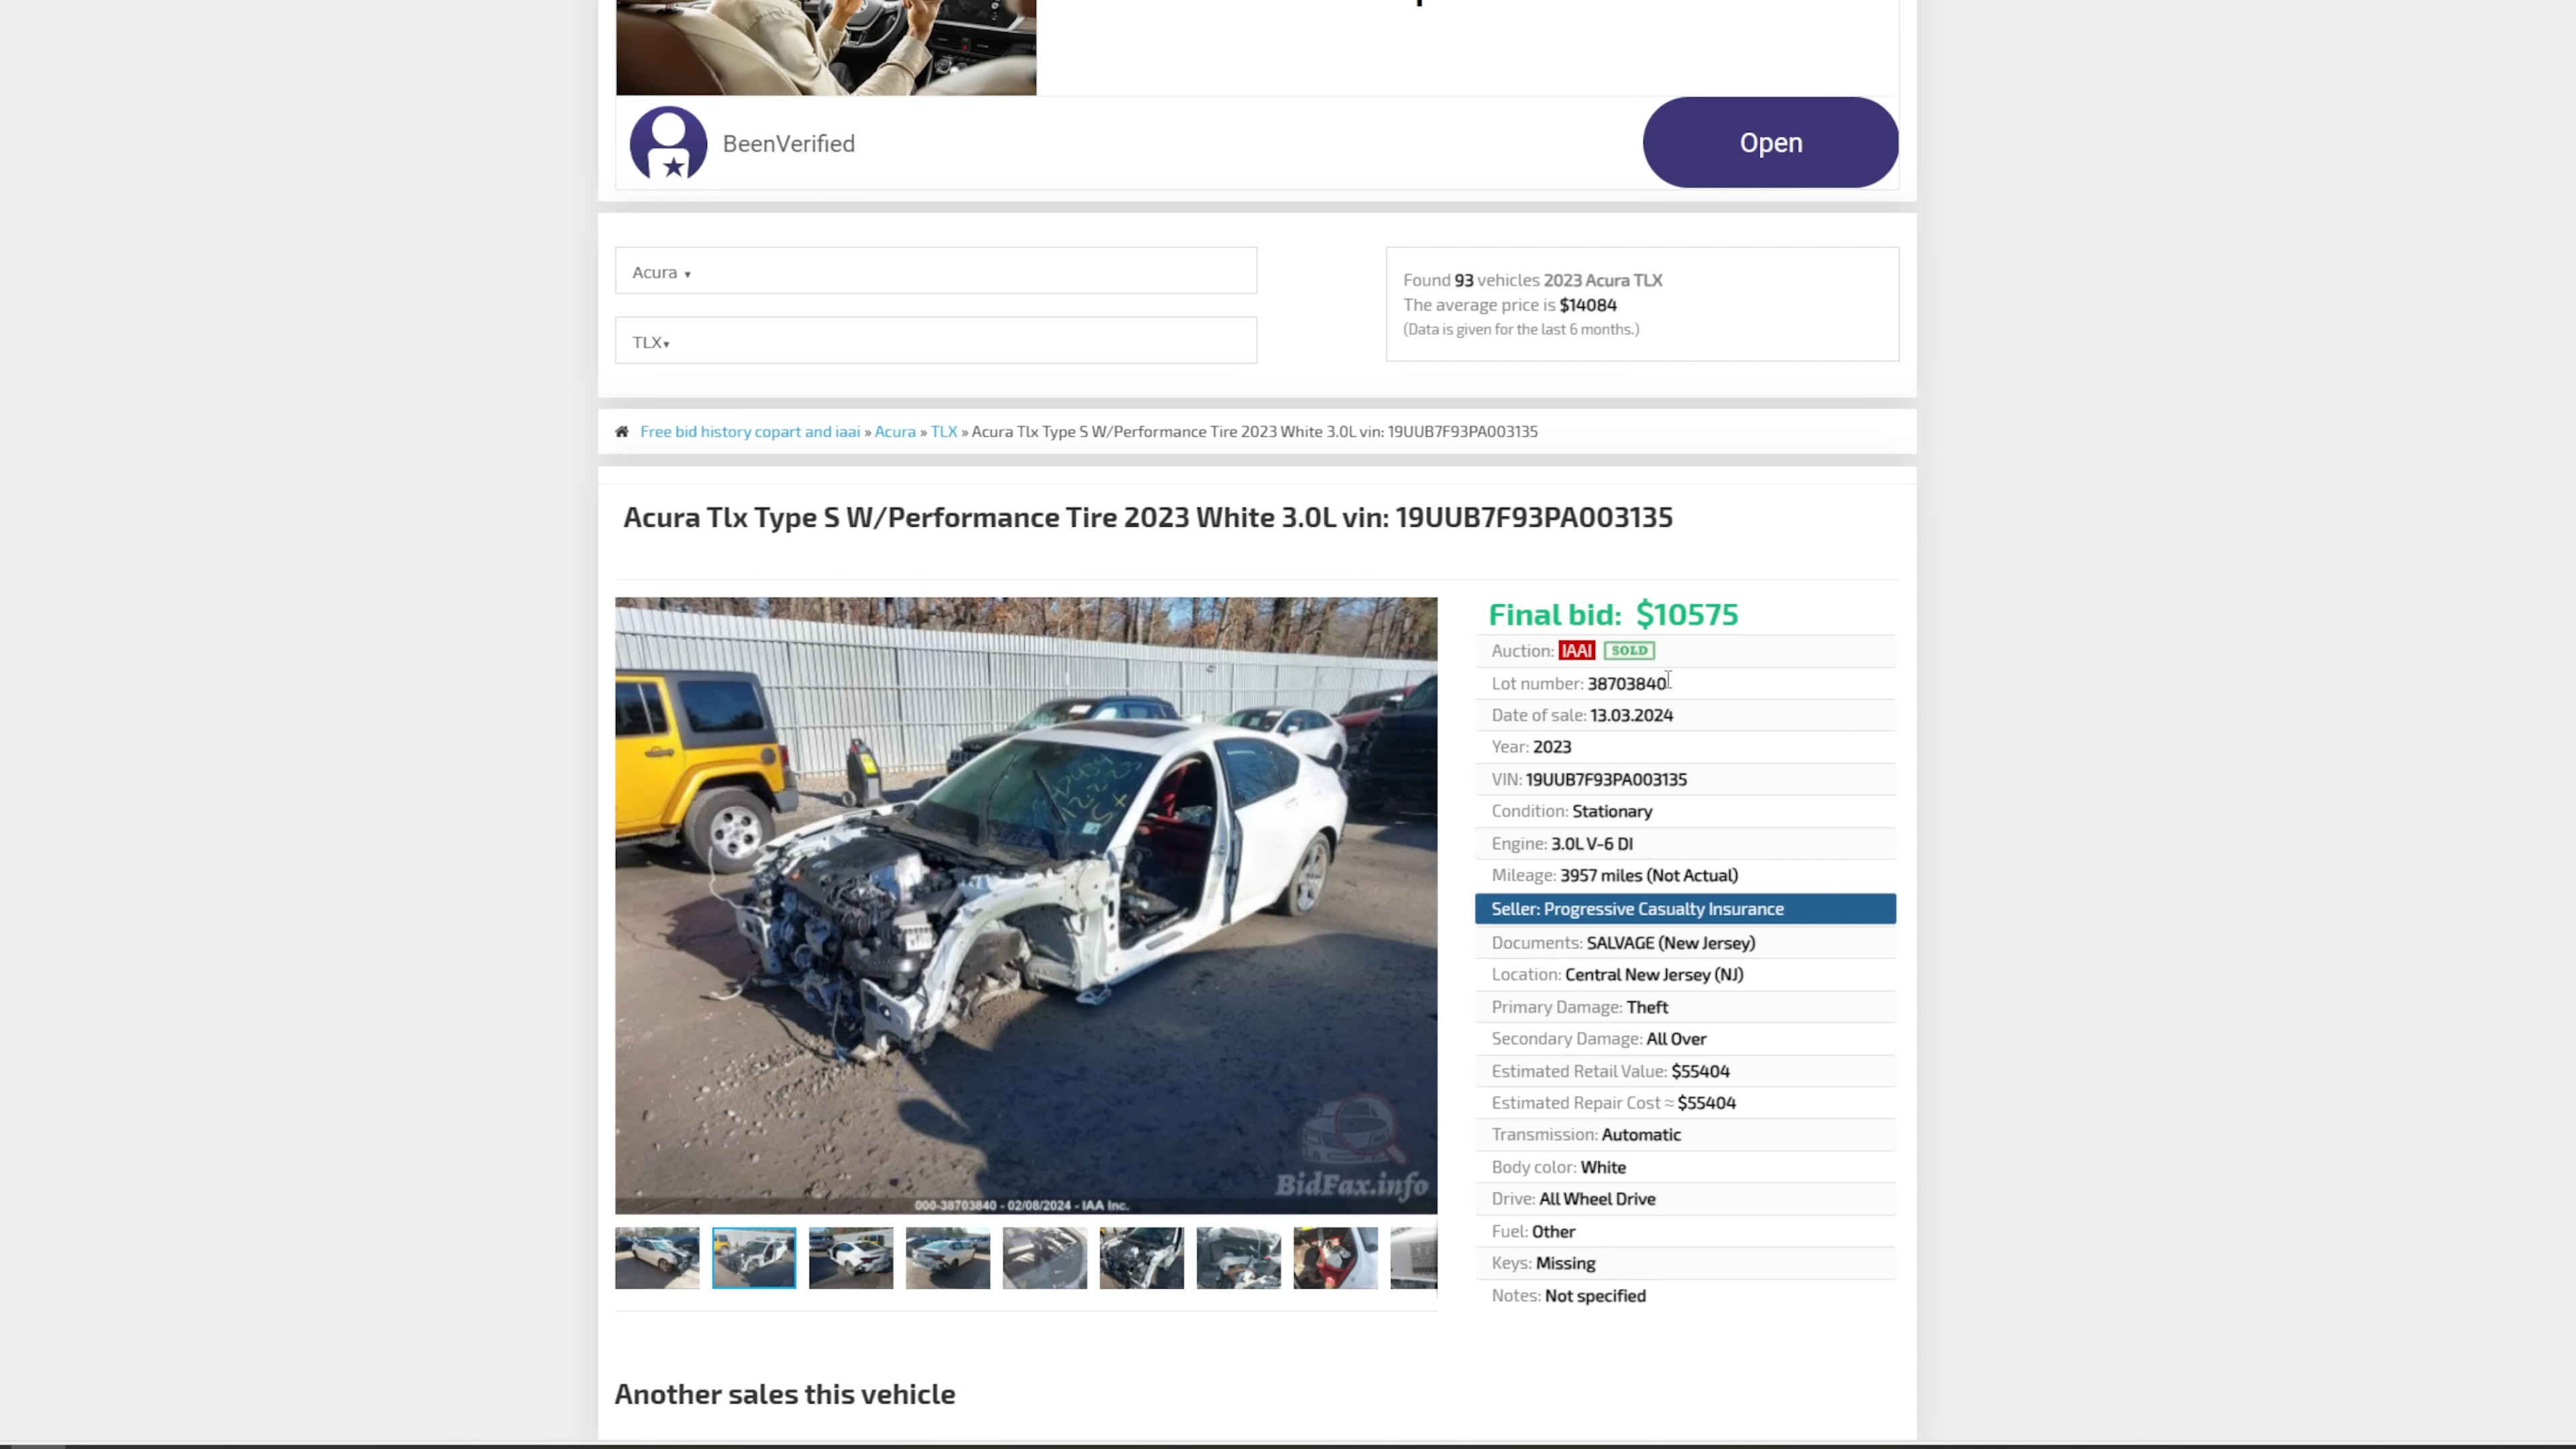 BeenVerified
Open
Acura ▾
TLX▾
Found 93 vehicles 2023 Acura TLX
The average price is $14084
(Data is given for the last 6 months.)
Free bid history copart and iaai » Acura » TLX » Acura Tlx Type S W/Performance Tire 2023 White 3.0L vin: 19UUB7F93PA003135
Acura Tlx Type S W/Performance Tire 2023 White 3.0L vin: 19UUB7F93PA003135
BidFax.info
000-38703840 - 02/08/2024 - IAA Inc.
Final bid: $10575
Auction: IAAI SOLD
Lot number: 38703840
Date of sale: 13.03.2024
Year: 2023
VIN: 19UUB7F93PA003135
Condition: Stationary
Engine: 3.0L V-6 DI
Mileage: 3957 miles (Not Actual)
Seller: Progressive Casualty Insurance
Documents: SALVAGE (New Jersey)
Location: Central New Jersey (NJ)
Primary Damage: Theft
Secondary Damage: All Over
Estimated Retail Value: $55404
Estimated Repair Cost ≈ $55404
Transmission: Automatic
Body color: White
Drive: All Wheel Drive
Fuel: Other
Keys: Missing
Notes: Not specified
Another sales this vehicle